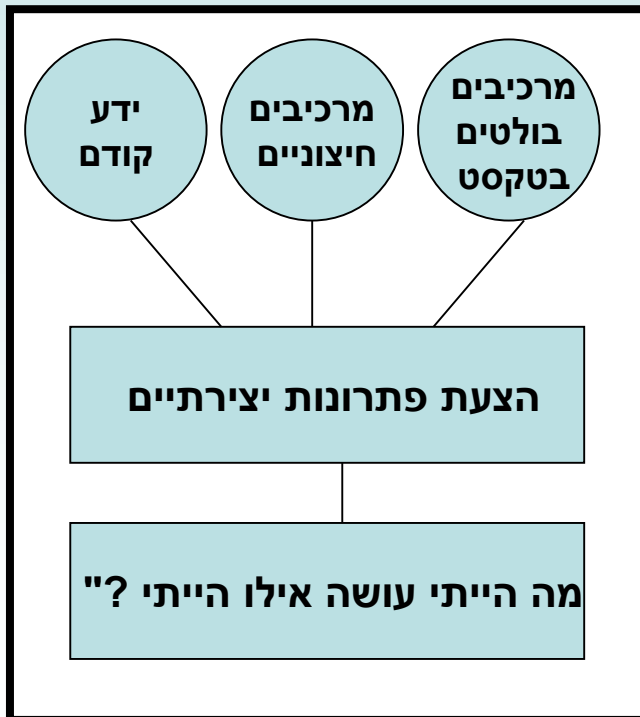 מרכיבים
בולטים
בטקסט
מרכיבים
חיצוניים
ידע
קודם
הצעת פתרונות יצירתיים
מה הייתי עושה אילו הייתי ?"